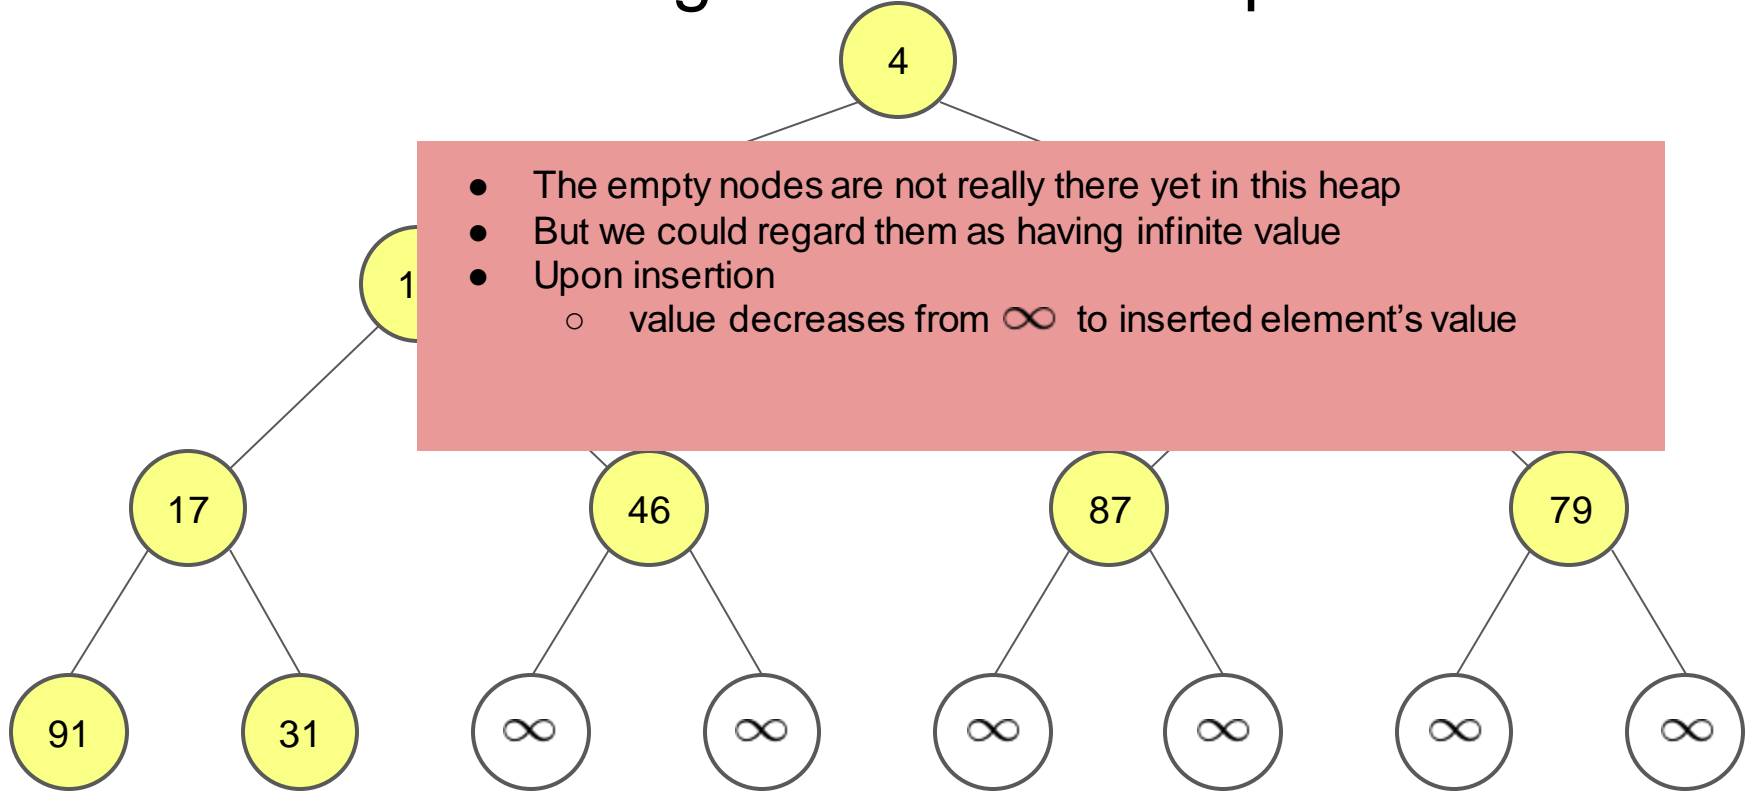 4
● The empty nodes are not really there yet in this heap
● But we could regard them as having infinite value
● Upon insertion
○ value decreases from ∞ to inserted element’s value
17 46 87 79
91 31 ∞ ∞ ∞ ∞ ∞ ∞